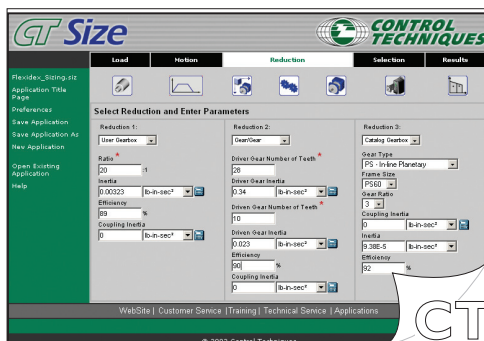 CT Size
CONTROL TECHNIQUES
Load Motion Reduction Selection Results
Flexidex_Sizing.siz
Application Title Page
Preferences
Save Application
Save Application As
New Application
Open Existing Application
Help
Select Reduction and Enter Parameters
Reduction 1:
User Gearbox
Ratio *
20 :1
Inertia
0.00323 lb-in-sec²
Efficiency
89 %
Coupling Inertia
0 lb-in-sec²
Reduction 2:
Gear/Gear
Driver Gear Number of Teeth *
28
Driver Gear Inertia
0.34 lb-in-sec²
Driven Gear Number of Teeth *
10
Driven Gear Inertia
0.023 lb-in-sec²
Efficiency
90 %
Coupling Inertia
0 lb-in-sec²
Reduction 3:
Catalog Gearbox
Gear Type
PS - In-line Planetary
Frame Size
PS60
Gear Ratio
3
Coupling Inertia
0 lb-in-sec²
Inertia
9.38E-5 lb-in-sec²
Efficiency
92 %
WebSite | Customer Service | Training | Technical Service | Applications
© 2003 Control Techniques
CT